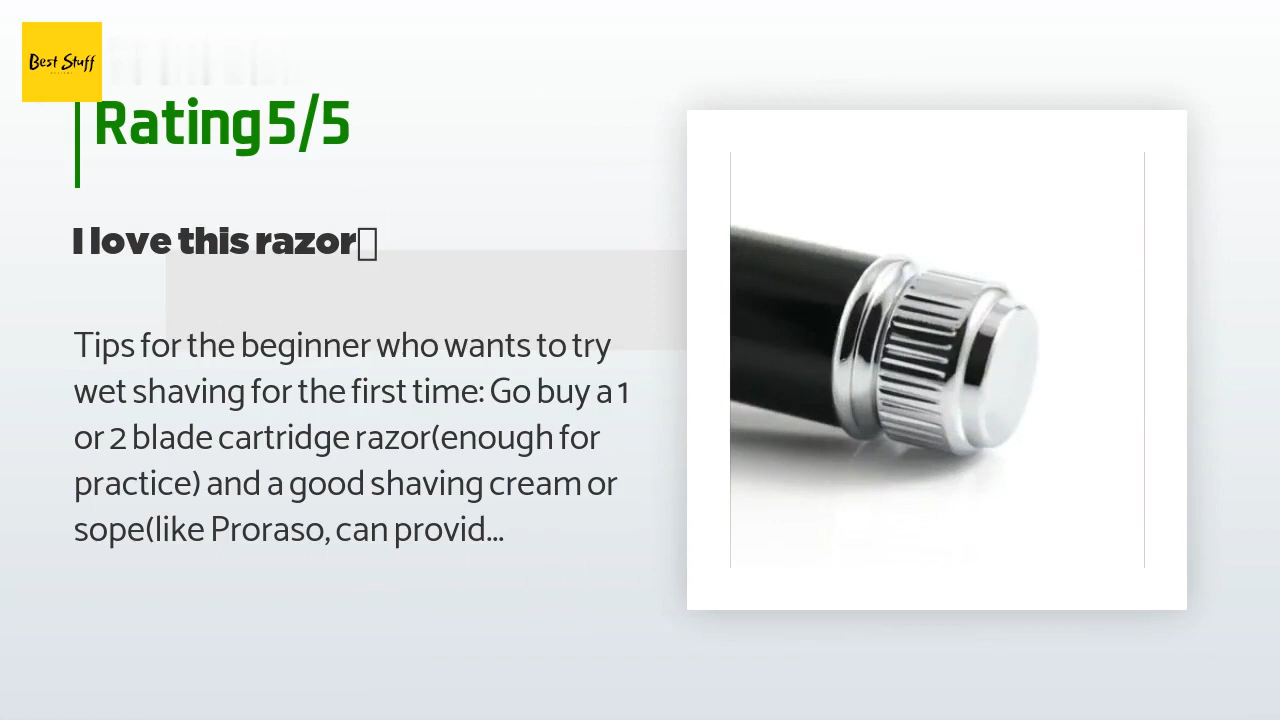 Best Stuff
Rating 5/5
I love this razor
Tips for the beginner who wants to try
wet shaving for the first time: Go buy a 1
or 2 blade cartridge razor(enough for
practice) and a good shaving cream or
sope(like Proraso, can provid...